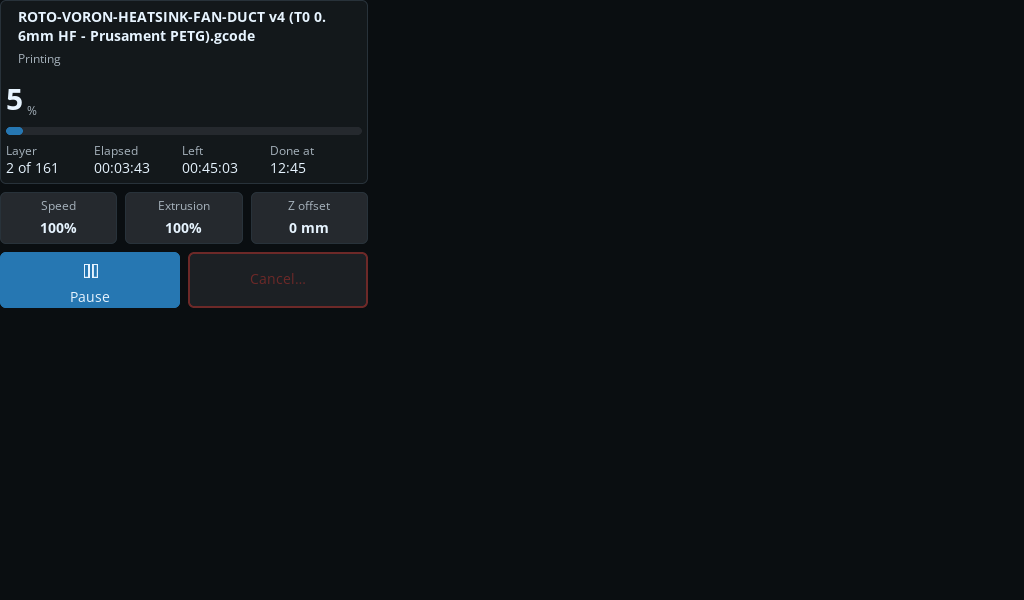 ROTO-VORON-HEATSINK-FAN-DUCT v4 (T0 0.
6mm HF - Prusament PETG).gcode
Printing
5 %
Layer Elapsed Left Done at
2 of 161 00:03:43 00:45:03 12:45
Speed Extrusion Z offset
100% 100% 0 mm
Pause Cancel...